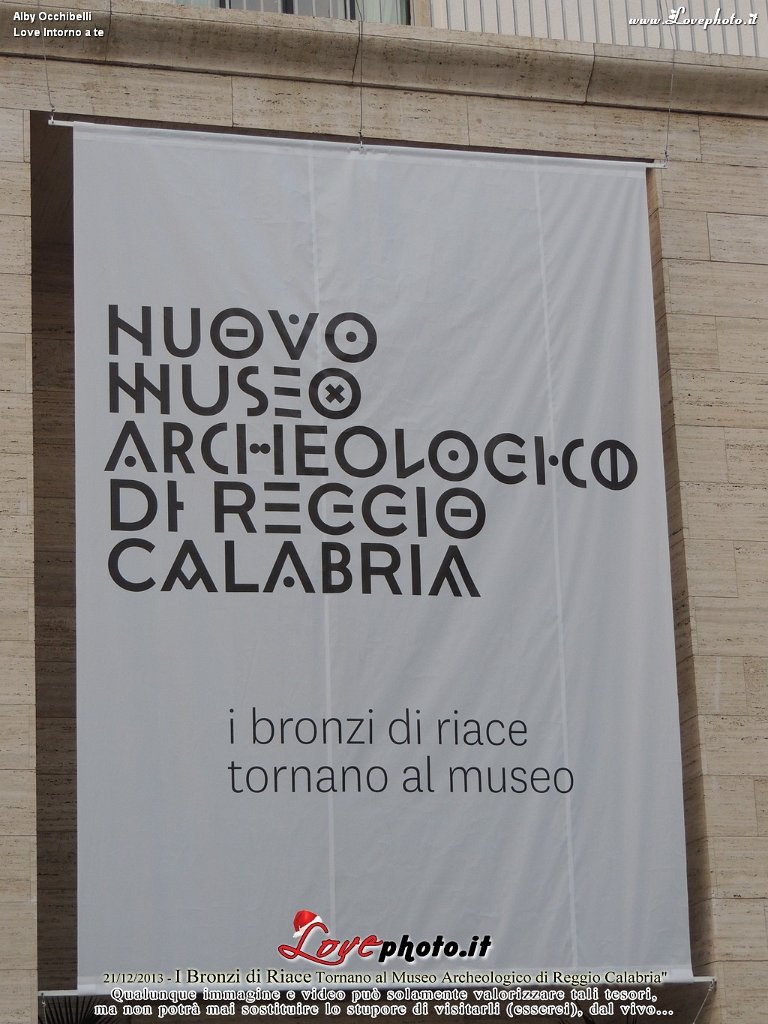 Alby Occhibelli
Love Intorno a te
www.Lovephoto.it
NUOVO
MUSEO
ARCHEOLOGICO
DI REGGIO
CALABRIA
i bronzi di riace
tornano al museo
Lovephoto.it
21/12/2013 - I Bronzi di Riace Tornano al Museo Archeologico di Reggio Calabria"
Qualunque immagine e video può solamente valorizzare tali tesori,
ma non potrà mai sostituire lo stupore di visitarli (esserci), dal vivo...